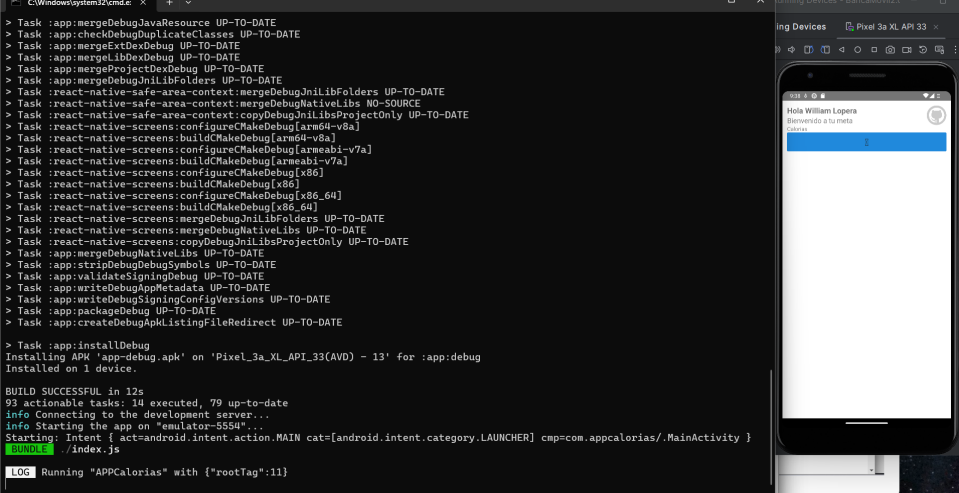 C:\Windows\system32\cmd.e:
> Task :app:mergeDebugJavaResource UP-TO-DATE
> Task :app:checkDebugDuplicateClasses UP-TO-DATE
> Task :app:mergeExtDexDebug UP-TO-DATE
> Task :app:mergeLibDexDebug UP-TO-DATE
> Task :app:mergeProjectDexDebug UP-TO-DATE
> Task :app:mergeDebugJniLibFolders UP-TO-DATE
> Task :react-native-safe-area-context:mergeDebugJniLibFolders UP-TO-DATE
> Task :react-native-safe-area-context:mergeDebugNativeLibs NO-SOURCE
> Task :react-native-safe-area-context:copyDebugJniLibsProjectOnly UP-TO-DATE
> Task :react-native-screens:configureCMakeDebug[arm64-v8a]
> Task :react-native-screens:buildCMakeDebug[arm64-v8a]
> Task :react-native-screens:configureCMakeDebug[armeabi-v7a]
> Task :react-native-screens:buildCMakeDebug[armeabi-v7a]
> Task :react-native-screens:configureCMakeDebug[x86]
> Task :react-native-screens:buildCMakeDebug[x86]
> Task :react-native-screens:configureCMakeDebug[x86_64]
> Task :react-native-screens:buildCMakeDebug[x86_64]
> Task :react-native-screens:mergeDebugJniLibFolders UP-TO-DATE
> Task :react-native-screens:mergeDebugNativeLibs UP-TO-DATE
> Task :react-native-screens:copyDebugJniLibsProjectOnly UP-TO-DATE
> Task :app:mergeDebugNativeLibs UP-TO-DATE
> Task :app:stripDebugDebugSymbols UP-TO-DATE
> Task :app:validateSigningDebug UP-TO-DATE
> Task :app:writeDebugAppMetadata UP-TO-DATE
> Task :app:writeDebugSigningConfigVersions UP-TO-DATE
> Task :app:packageDebug UP-TO-DATE
> Task :app:createDebugApkListingFileRedirect UP-TO-DATE
> Task :app:installDebug
Installing APK 'app-debug.apk' on 'Pixel_3a_XL_API_33(AVD) - 13' for :app:debug
Installed on 1 device.
BUILD SUCCESSFUL in 12s
93 actionable tasks: 14 executed, 79 up-to-date
info Connecting to the development server...
info Starting the app on "emulator-5554"...
Starting: Intent { act=android.intent.action.MAIN cat=[android.intent.category.LAUNCHER] cmp=com.appcalorias/.MainActivity }
BUNDLE ./index.js
LOG Running "APPCalorias" with {"rootTag":11}
ing Devices Pixel 3a XL API 33
9:38
Hola William Lopera
Bienvenido a tu meta
Calorias